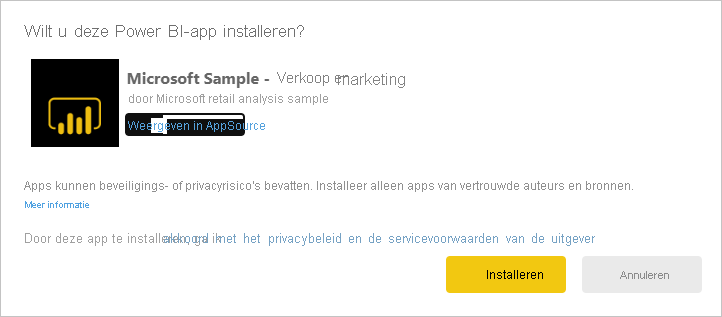 Wilt u deze Power BI-app installeren?
Microsoft Sample - Verkoop en marketing
door Microsoft retail analysis sample
Weergeven in AppSource
Apps kunnen beveiligings- of privacyrisico's bevatten. Installeer alleen apps van vertrouwde auteurs en bronnen.
Meer informatie
Door deze app te installeren, ga ik akkoord met het privacybeleid en de servicevoorwaarden van de uitgever
Installeren
Annuleren